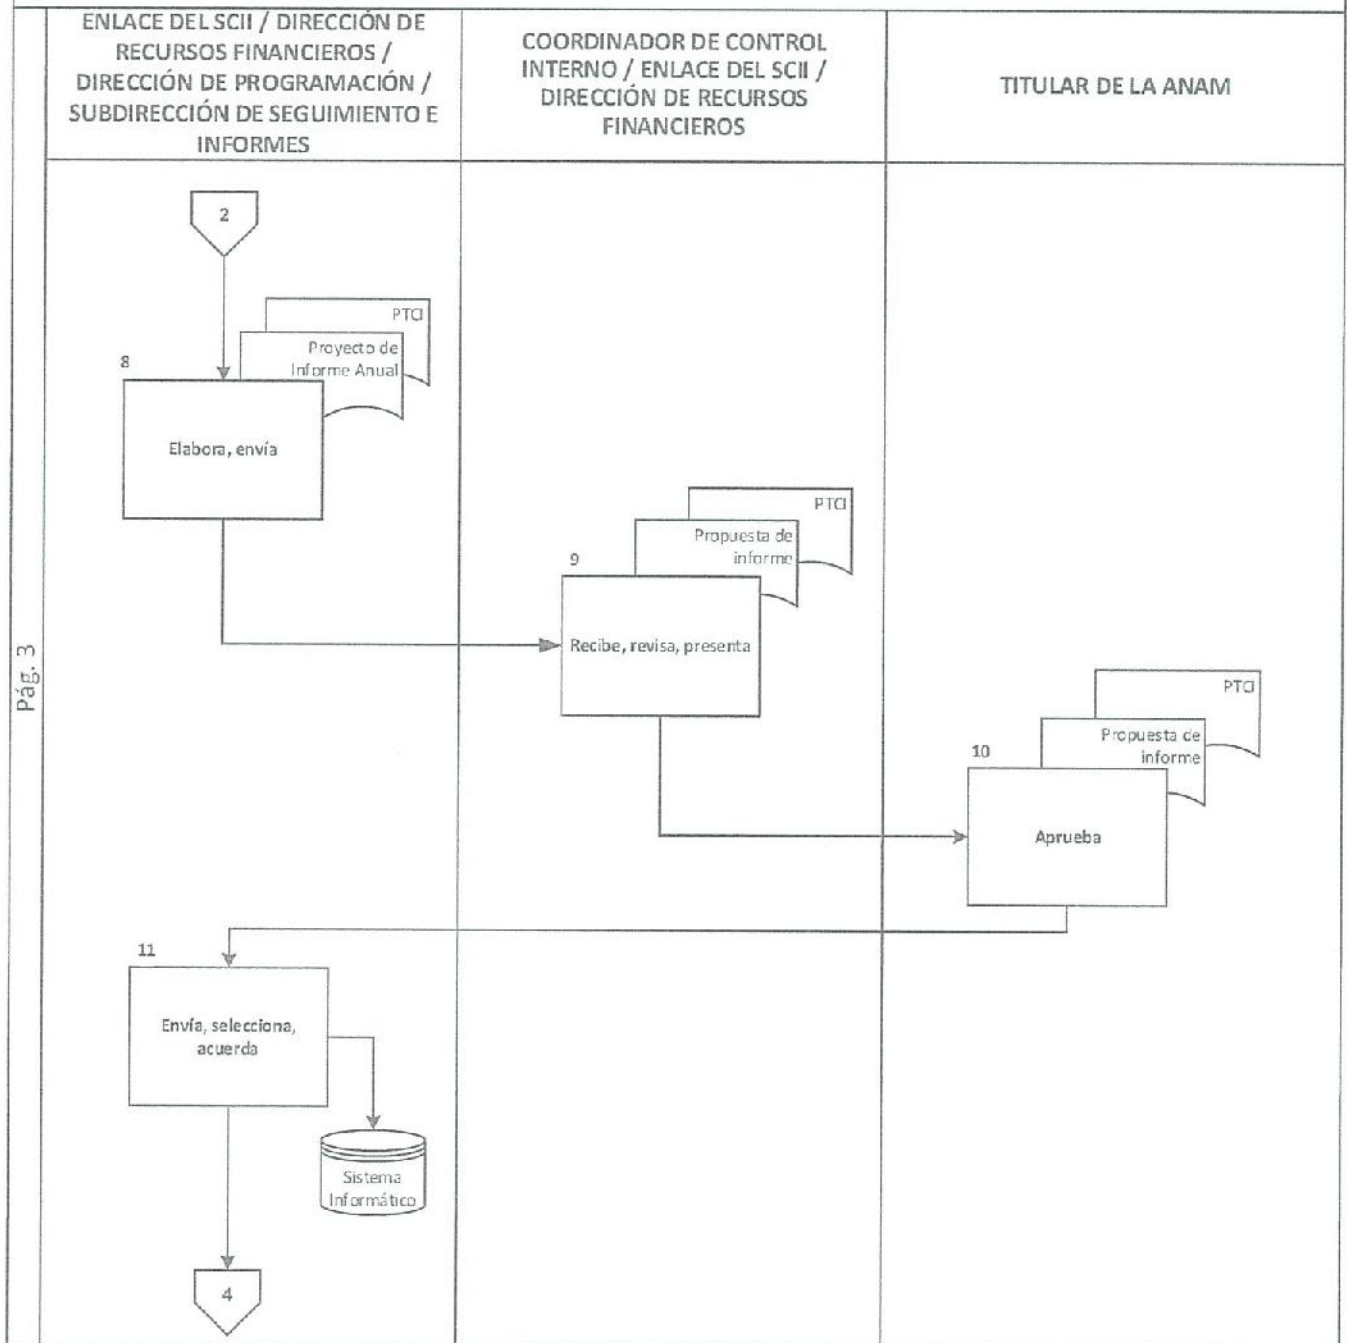 ENLACE DEL SCII / DIRECCIÓN DE
RECURSOS FINANCIEROS /
DIRECCIÓN DE PROGRAMACIÓN /
SUBDIRECCIÓN DE SEGUIMIENTO E
INFORMES
COORDINADOR DE CONTROL
INTERNO / ENLACE DEL SCII /
DIRECCIÓN DE RECURSOS
FINANCIEROS
TITULAR DE LA ANAM
Pág. 3
2
PTCI
Proyecto de
Informe Anual
8
Elabora, envía
PTCI
Propuesta de
informe
9
Recibe, revisa, presenta
PTCI
Propuesta de
informe
10
Aprueba
11
Envía, selecciona,
acuerda
Sistema
Informático
4